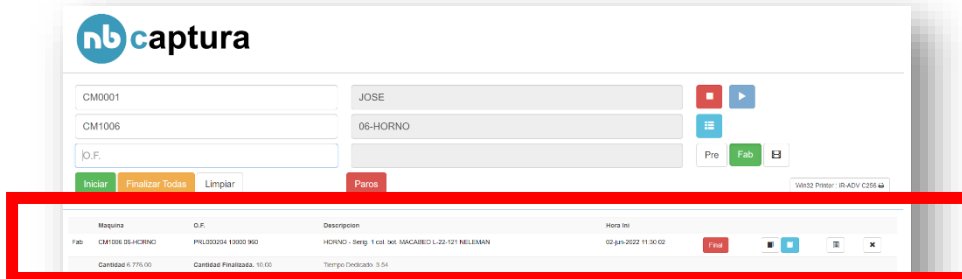 nb captura
CM0001 JOSE
CM1006 06-HORNO
O.F. Pre Fab
Iniciar Finalizar Todas Limpiar Paros Win32 Printer : IR-ADV C256
Maquina O.F. Descripcion Hora Ini
Fab CM1006 06-HORNO PRL000204 10000 960 HORNO - Serig. 1 col. bot. MACABEO L-22-121 NELEMAN 02-jun-2022 11:30:02 Final
Cantidad 6.776.00 Cantidad Finalizada. 10.00 Tiempo Dedicado. 3.54